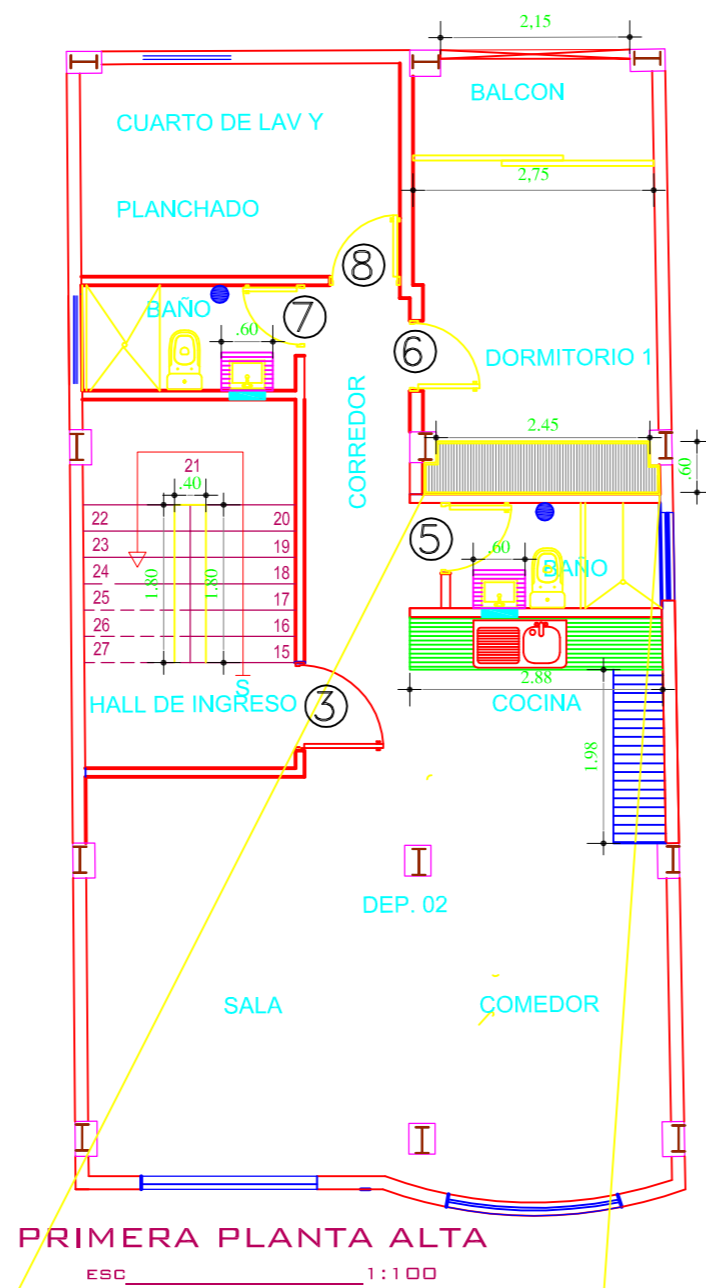 2,15
BALCON
CUARTO DE LAV Y
PLANCHADO
2,75
8
BAÑO
7
.60
6
DORMITORIO 1
CORREDOR
2.45
.60
21
.40
22
20
23
19
24
18
25
17
26
16
27
15
1.80
1.80
5
.60
BAÑO
S
HALL DE INGRESO
3
2.88
COCINA
1.98
DEP. 02
SALA
COMEDOR
PRIMERA PLANTA ALTA
ESC 1:100